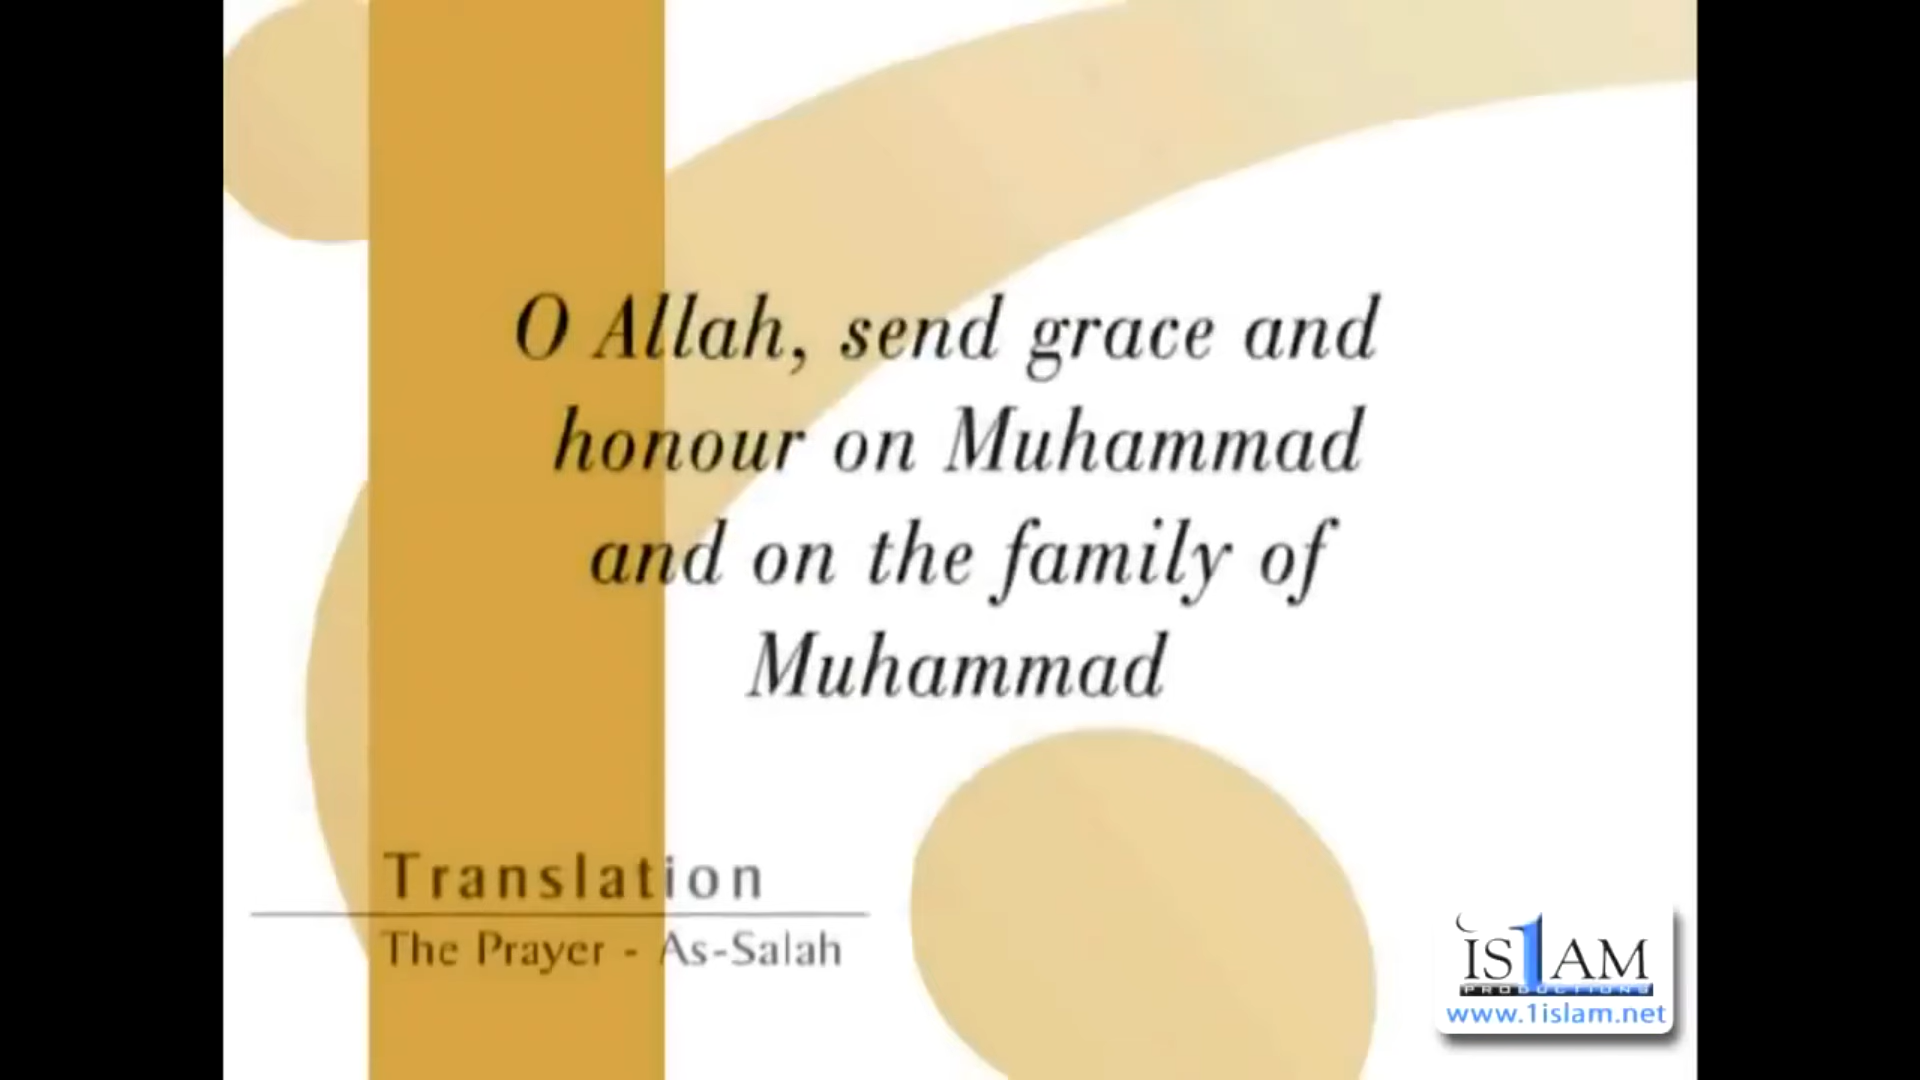 O Allah, send grace and
honour on Muhammad
and on the family of
Muhammad
Translation
The Prayer - As-Salah
IS1AM
PRODUCTIONS
www.1islam.net